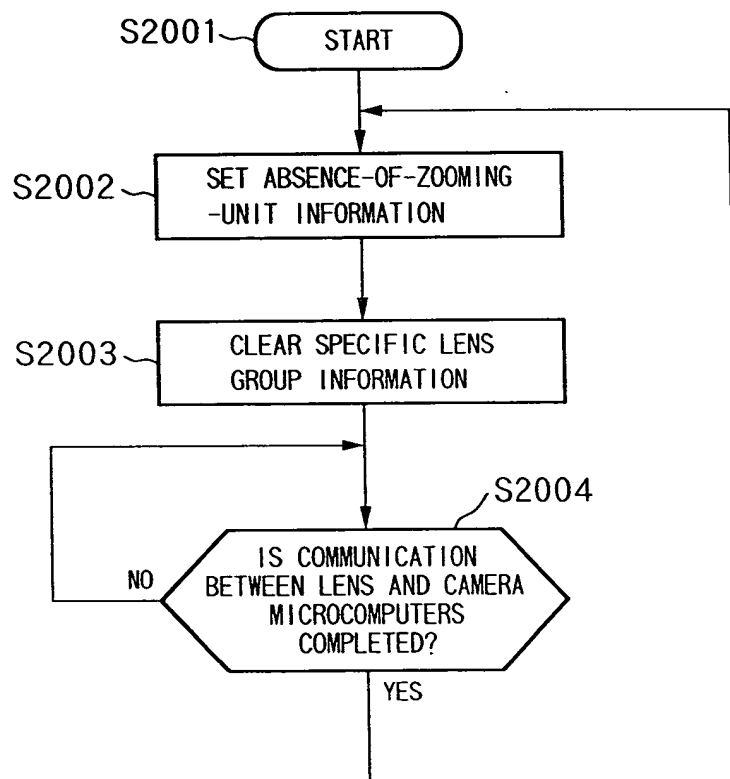 S2001
START
S2002
SET ABSENCE-OF-ZOOMING
-UNIT INFORMATION
S2003
CLEAR SPECIFIC LENS
GROUP INFORMATION
S2004
IS COMMUNICATION
BETWEEN LENS AND CAMERA
MICROCOMPUTERS
COMPLETED?
NO
YES